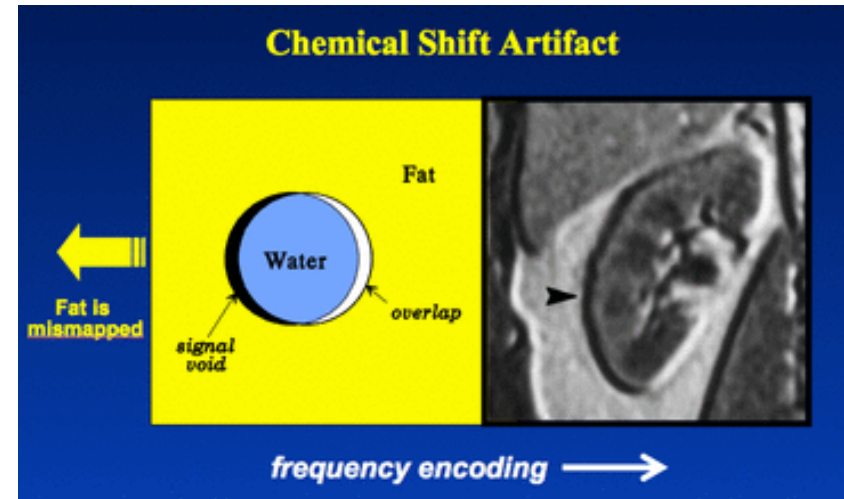 Chemical Shift Artifact
Fat
Water
Fat is
mismapped
overlap
signal
void
frequency encoding